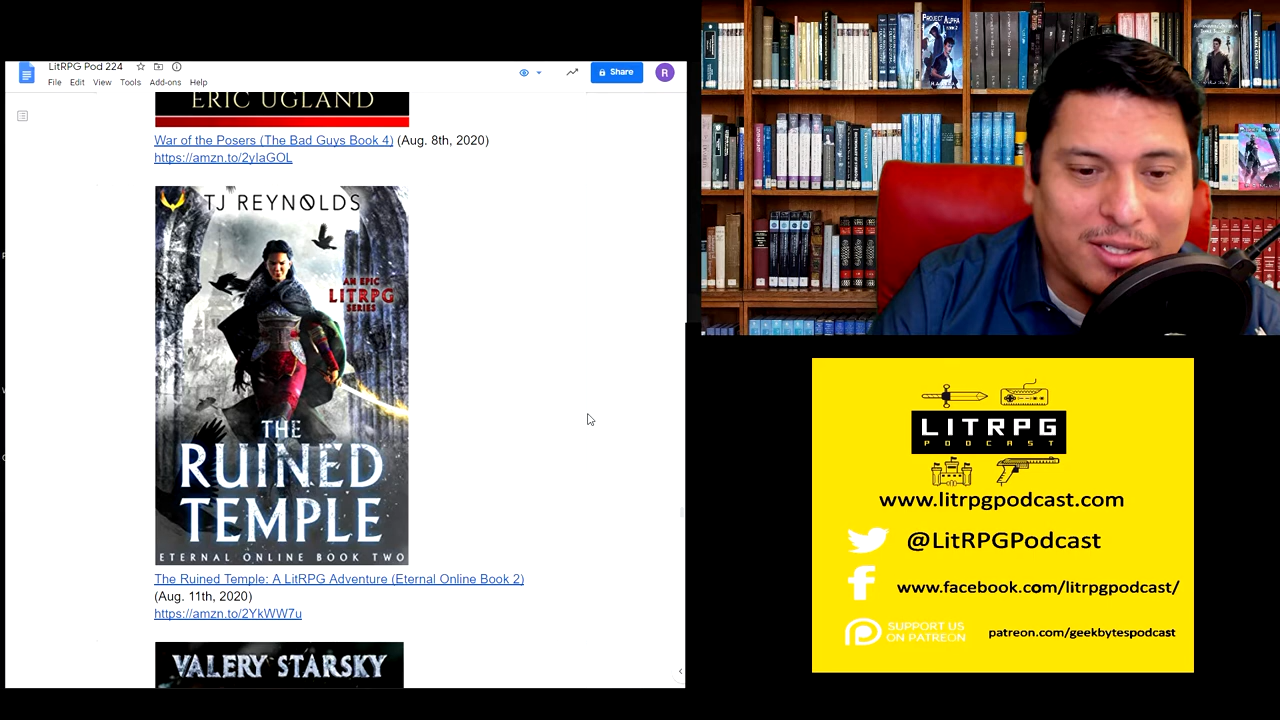 LitRPG Pod 224
File Edit View Tools Add-ons Help
Share
R
ERIC UGLAND
War of the Posers (The Bad Guys Book 4) (Aug. 8th, 2020)
https://amzn.to/2yIaGOL
TJ REYNOLDS
AN EPIC
LITRPG
SERIES
THE
RUINED
TEMPLE
ETERNAL ONLINE BOOK TWO
The Ruined Temple: A LitRPG Adventure (Eternal Online Book 2)
(Aug. 11th, 2020)
https://amzn.to/2YkWW7u
VALERY STARSKY
PROJECT
ALPHA
LITRPG
PODCAST
www.litrpgpodcast.com
@LitRPGPodcast
www.facebook.com/litrpgpodcast/
SUPPORT US
ON PATREON
patreon.com/geekbytespodcast